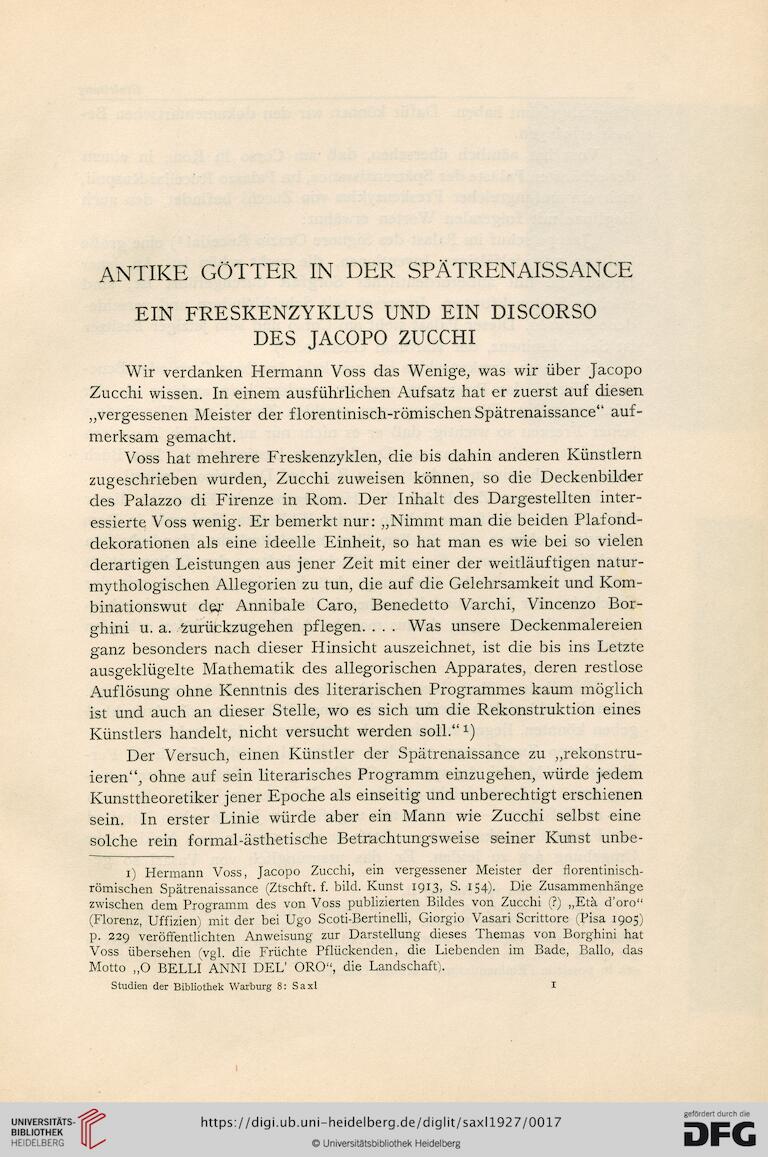 ANTIKE GÖTTER IN DER SPÄTRENAISSANCE
EIN FRESKENZYKLUS UND EIN DISCORSO
DES JACOPO ZUCCHI
Wir verdanken Hermann Voss das Wenige, was wir über Jacopo
Zucchi wissen. In einem ausführlichen Aufsatz hat er zuerst auf diesen
„vergessenen Meister der florentinisch-römischen Spätrenaissance“ auf-
merksam gemacht.
Voss hat mehrere Freskenzyklen, die bis dahin anderen Künstlern
zugeschrieben wurden, Zucchi zuweisen können, so die Deckenbilder
des Palazzo di Firenze in Rom. Der Inhalt des Dargestellten inter-
essierte Voss wenig. Er bemerkt nur: „Nimmt man die beiden Plafond-
dekorationen als eine ideelle Einheit, so hat man es wie bei so vielen
derartigen Leistungen aus jener Zeit mit einer der weitläuftigen natur-
mythologischen Allegorien zu tun, die auf die Gelehrsamkeit und Kom-
binationswut der Annibale Caro, Benedetto Varchi, Vincenzo Bor-
ghini u. a. zurückzugehen pflegen. . . . Was unsere Deckenmalereien
ganz besonders nach dieser Hinsicht auszeichnet, ist die bis ins Letzte
ausgeklügelte Mathematik des allegorischen Apparates, deren restlose
Auflösung ohne Kenntnis des literarischen Programmes kaum möglich
ist und auch an dieser Stelle, wo es sich um die Rekonstruktion eines
Künstlers handelt, nicht versucht werden soll.“ 1)
Der Versuch, einen Künstler der Spätrenaissance zu „rekonstru-
ieren“, ohne auf sein literarisches Programm einzugehen, würde jedem
Kunsttheoretiker jener Epoche als einseitig und unberechtigt erschienen
sein. In erster Linie würde aber ein Mann wie Zucchi selbst eine
solche rein formal-ästhetische Betrachtungsweise seiner Kunst unbe-
1) Hermann Voss, Jacopo Zucchi, ein vergessener Meister der florentinisch-
römischen Spätrenaissance (Ztschft. f. bild. Kunst 1913, S. 154). Die Zusammenhänge
zwischen dem Programm des von Voss publizierten Bildes von Zucchi (?) „Età d'oro“
(Florenz, Uffizien) mit der bei Ugo Scoti-Bertinelli, Giorgio Vasari Scrittore (Pisa 1905)
p. 229 veröffentlichten Anweisung zur Darstellung dieses Themas von Borghini hat
Voss übersehen (vgl. die Früchte Pflückenden, die Liebenden im Bade, Ballo, das
Motto „O BELLI ANNI DEL' ORO“, die Landschaft).
Studien der Bibliothek Warburg 8: Saxl 1
UNIVERSITÄTS-
BIBLIOTHEK
HEIDELBERG
https://digi.ub.uni-heidelberg.de/diglit/saxl1927/0017
© Universitätsbibliothek Heidelberg
gefördert durch die
DFG